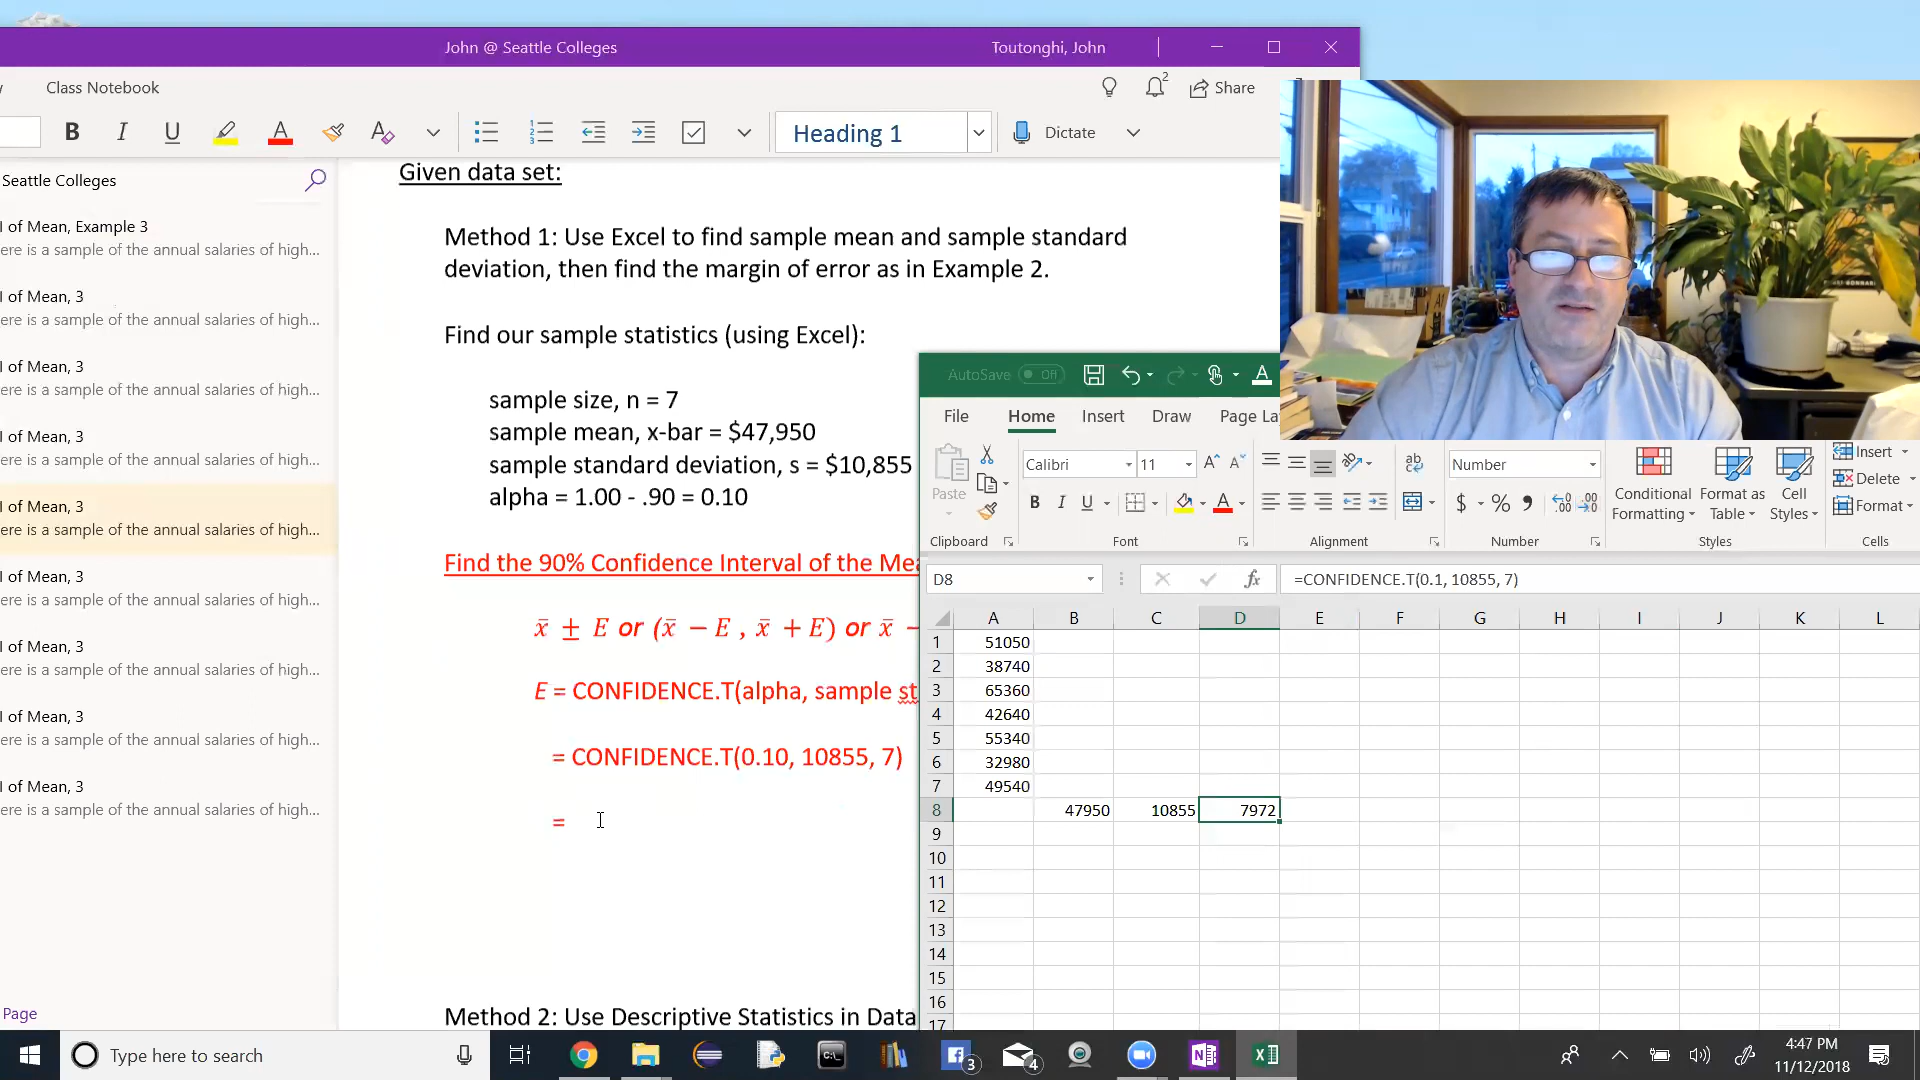 John @ Seattle Colleges
Toutonghi, John
Class Notebook
2
Share
B I U A A
Heading 1
Dictate
Seattle Colleges
Given data set:
Method 1: Use Excel to find sample mean and sample standard
deviation, then find the margin of error as in Example 2.
Find our sample statistics (using Excel):
sample size, n = 7
sample mean, x-bar = $47,950
sample standard deviation, s = $10,855
alpha = 1.00 - .90 = 0.10
Find the 90% Confidence Interval of the Mea
x̄ ± E or (x̄ − E , x̄ + E) or x̄ −
E = CONFIDENCE.T(alpha, sample st
= CONFIDENCE.T(0.10, 10855, 7)
=
Method 2: Use Descriptive Statistics in Data
l of Mean, Example 3
ere is a sample of the annual salaries of high...
l of Mean, 3
ere is a sample of the annual salaries of high...
l of Mean, 3
ere is a sample of the annual salaries of high...
l of Mean, 3
ere is a sample of the annual salaries of high...
l of Mean, 3
ere is a sample of the annual salaries of high...
l of Mean, 3
ere is a sample of the annual salaries of high...
l of Mean, 3
ere is a sample of the annual salaries of high...
l of Mean, 3
ere is a sample of the annual salaries of high...
l of Mean, 3
ere is a sample of the annual salaries of high...
Page
AutoSave Off
File Home Insert Draw Page La
Paste
Calibri 11
B I U
Number
$ % ,
Conditional
Formatting
Format as
Table
Cell
Styles
Insert
Delete
Format
Clipboard Font Alignment Number Styles Cells
D8 fx =CONFIDENCE.T(0.1, 10855, 7)
A B C D E F G H I J K L
1 51050
2 38740
3 65360
4 42640
5 55340
6 32980
7 49540
8 47950 10855 7972
9
10
11
12
13
14
15
16
17
Type here to search
3
4
4:47 PM
11/12/2018